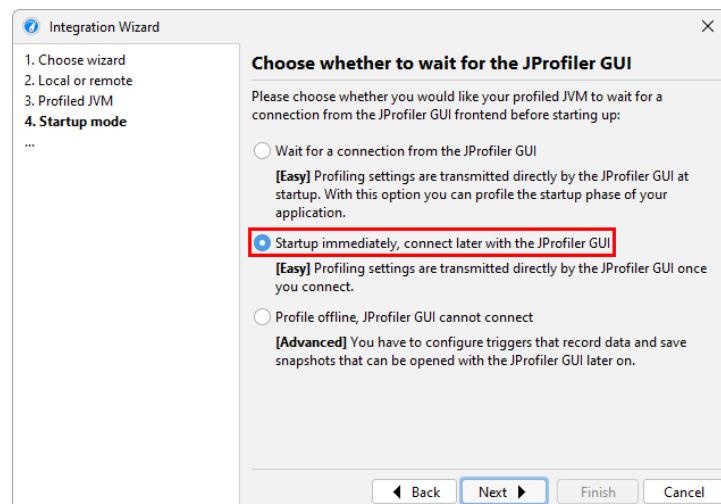 Integration Wizard
1. Choose wizard
2. Local or remote
3. Profiled JVM
4. Startup mode
...
Choose whether to wait for the JProfiler GUI
Please choose whether you would like your profiled JVM to wait for a
connection from the JProfiler GUI frontend before starting up:
Wait for a connection from the JProfiler GUI
[Easy] Profiling settings are transmitted directly by the JProfiler GUI at
startup. With this option you can profile the startup phase of your
application.
Startup immediately, connect later with the JProfiler GUI
[Easy] Profiling settings are transmitted directly by the JProfiler GUI once
you connect.
Profile offline, JProfiler GUI cannot connect
[Advanced] You have to configure triggers that record data and save
snapshots that can be opened with the JProfiler GUI later on.
Back Next Finish Cancel